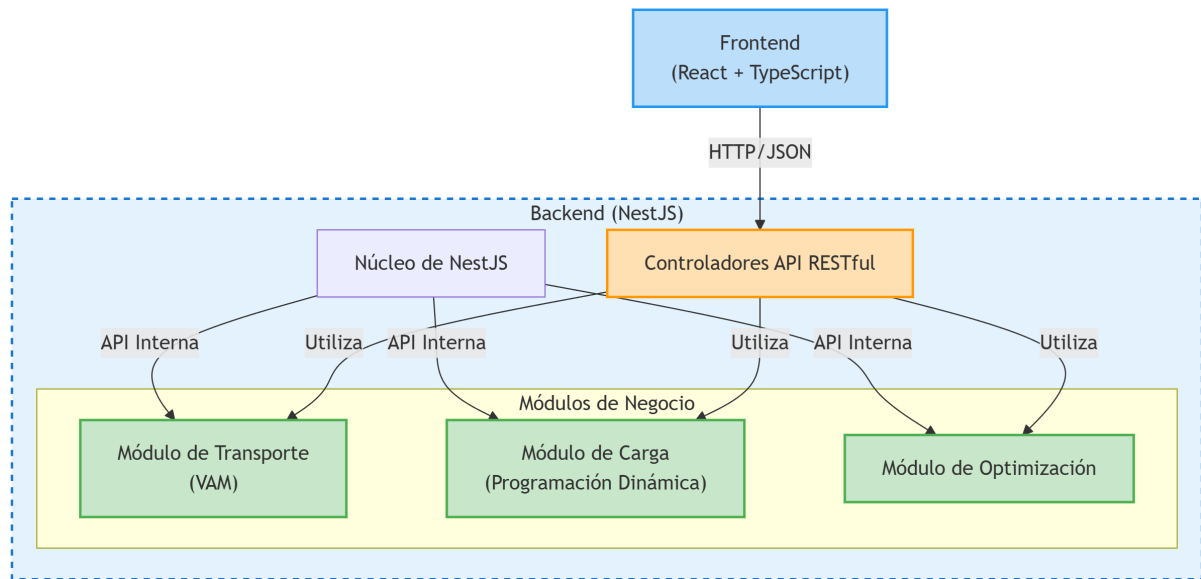 Frontend
(React + TypeScript)
HTTP/JSON
Backend (NestJS)
Núcleo de NestJS
Controladores API RESTful
API Interna
Utiliza
API Interna
Utiliza
API Interna
Utiliza
Módulos de Negocio
Módulo de Transporte
(VAM)
Módulo de Carga
(Programación Dinámica)
Módulo de Optimización